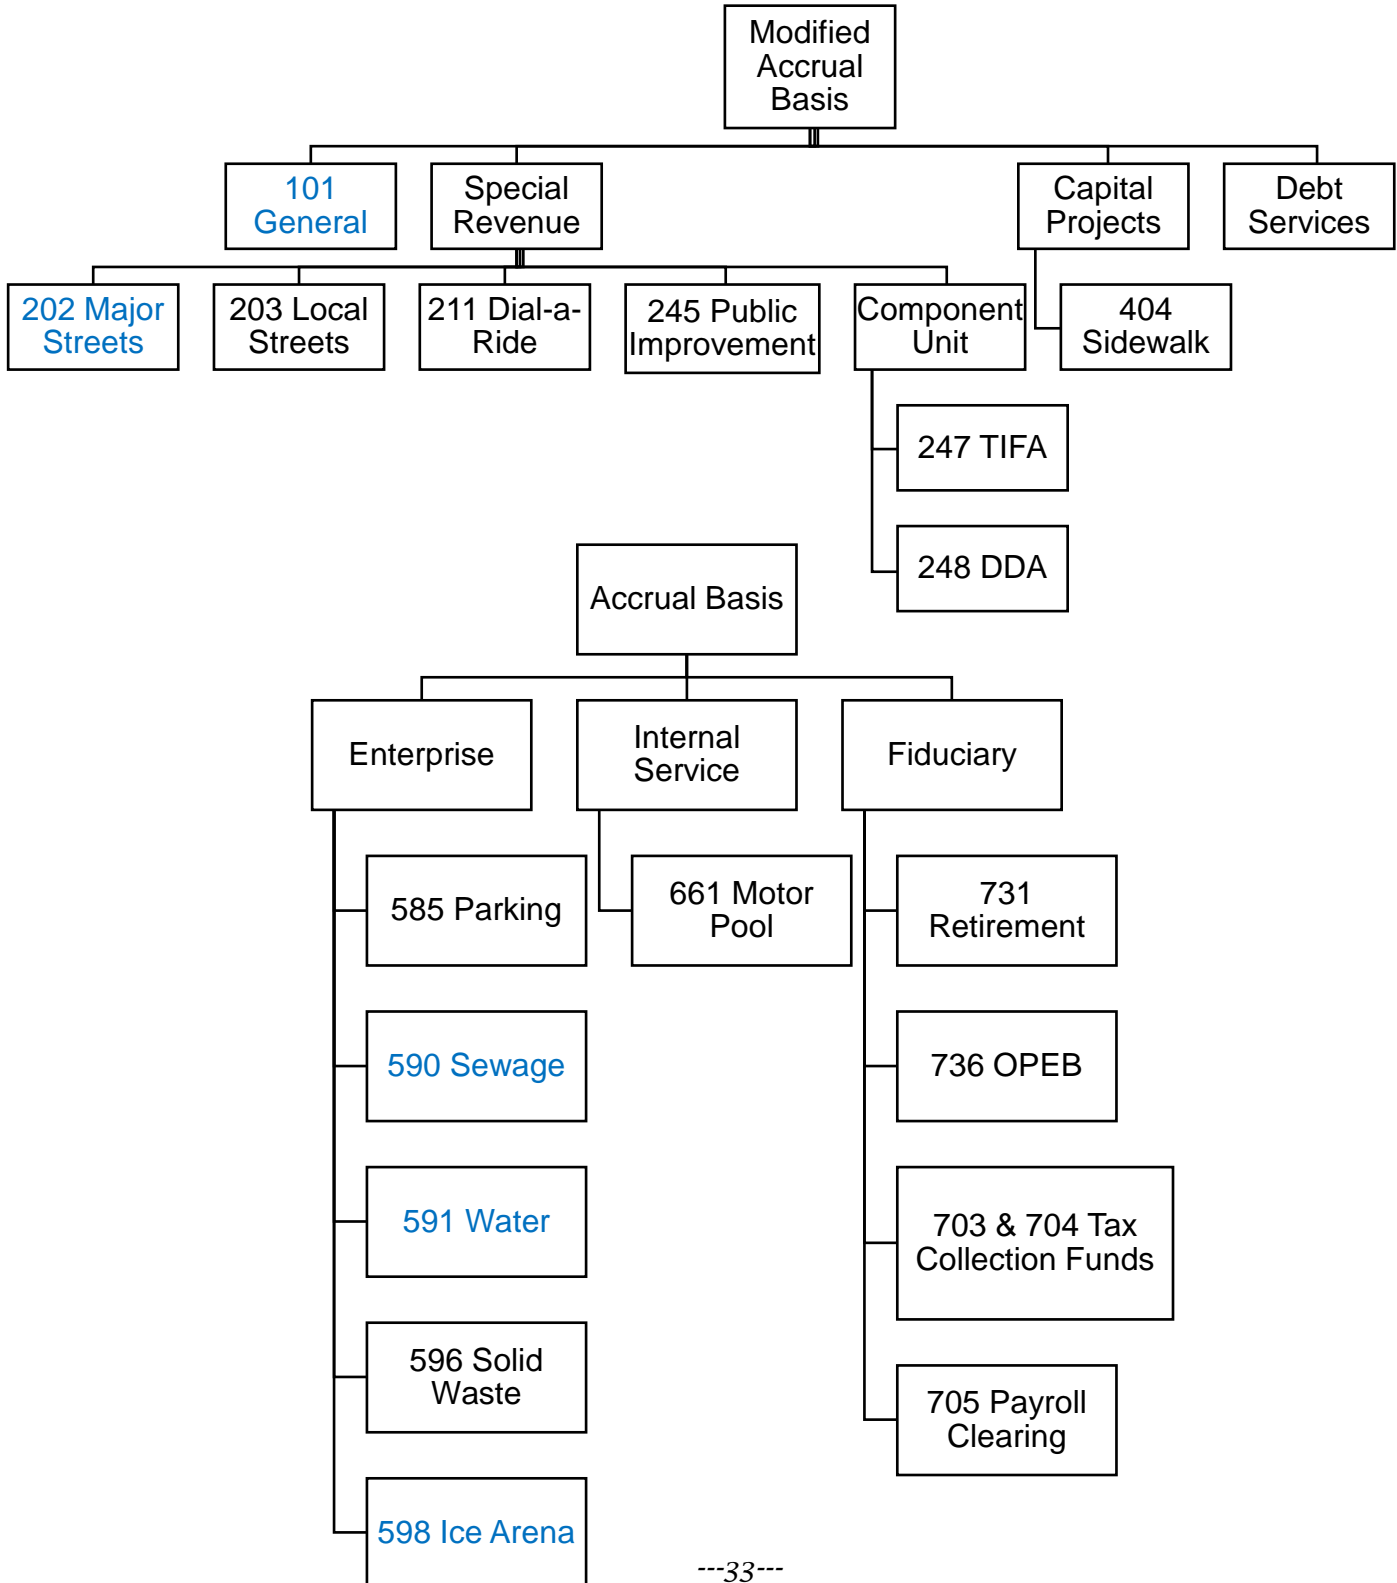 Modified
Accrual
Basis
101
General
Special
Revenue
Capital
Projects
Debt
Services
202 Major
Streets
203 Local
Streets
211 Dial-a-
Ride
245 Public
Improvement
Component
Unit
404
Sidewalk
247 TIFA
248 DDA
Accrual Basis
Enterprise
Internal
Service
Fiduciary
585 Parking
661 Motor
Pool
731
Retirement
590 Sewage
736 OPEB
591 Water
703 & 704 Tax
Collection Funds
596 Solid
Waste
705 Payroll
Clearing
598 Ice Arena
---33---